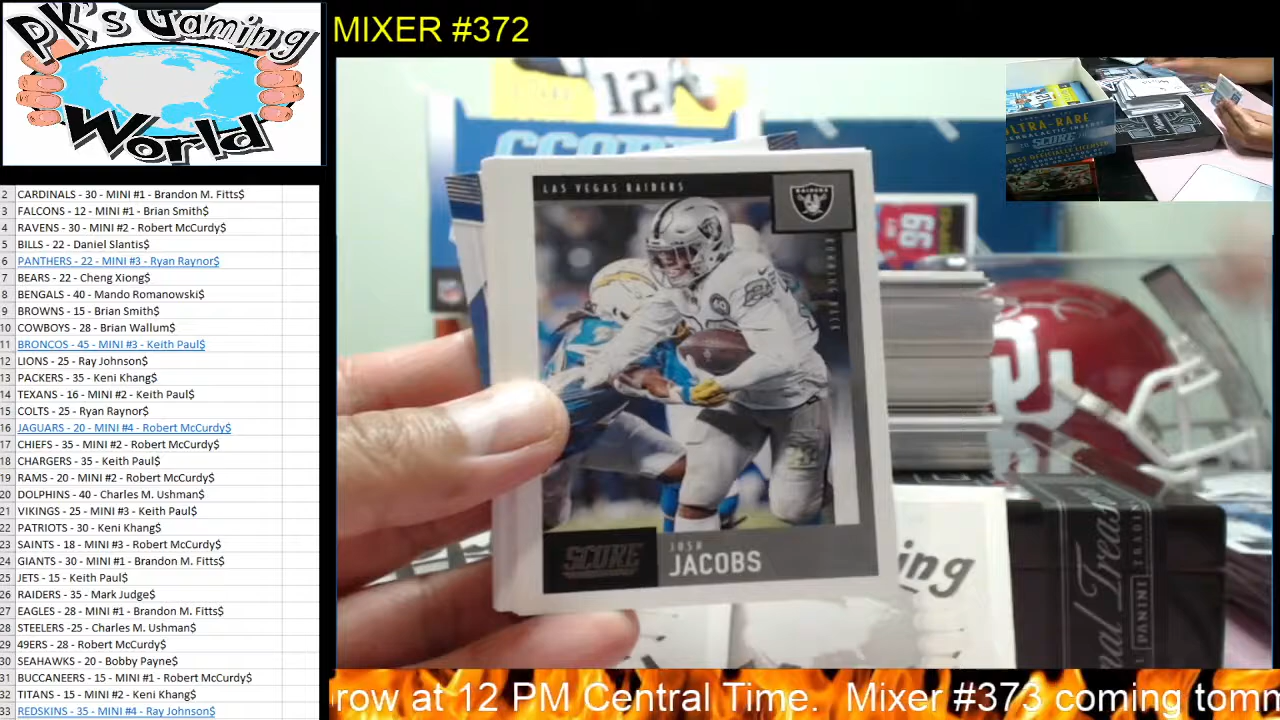 PK's Gaming
World
MIXER #372
2 CARDINALS - 30 - MINI #1 - Brandon M. Fitts$
3 FALCONS - 12 - MINI #1 - Brian Smith$
4 RAVENS - 30 - MINI #2 - Robert McCurdy$
5 BILLS - 22 - Daniel Slantis$
6 PANTHERS - 22 - MINI #3 - Ryan Raynor$
7 BEARS - 22 - Cheng Xiong$
8 BENGALS - 40 - Mando Romanowski$
9 BROWNS - 15 - Brian Smith$
10 COWBOYS - 28 - Brian Wallum$
11 BRONCOS - 45 - MINI #3 - Keith Paul$
12 LIONS - 25 - Ray Johnson$
13 PACKERS - 35 - Keni Khang$
14 TEXANS - 16 - MINI #2 - Keith Paul$
15 COLTS - 25 - Ryan Raynor$
16 JAGUARS - 20 - MINI #4 - Robert McCurdy$
17 CHIEFS - 35 - MINI #2 - Robert McCurdy$
18 CHARGERS - 35 - Keith Paul$
19 RAMS - 20 - MINI #2 - Robert McCurdy$
20 DOLPHINS - 40 - Charles M. Ushman$
21 VIKINGS - 25 - MINI #3 - Keith Paul$
22 PATRIOTS - 30 - Keni Khang$
23 SAINTS - 18 - MINI #3 - Robert McCurdy$
24 GIANTS - 30 - MINI #1 - Brandon M. Fitts$
25 JETS - 15 - Keith Paul$
26 RAIDERS - 35 - Mark Judge$
27 EAGLES - 28 - MINI #1 - Brandon M. Fitts$
28 STEELERS -25 - Charles M. Ushman$
29 49ERS - 28 - Robert McCurdy$
30 SEAHAWKS - 20 - Bobby Payne$
31 BUCCANEERS - 15 - MINI #1 - Robert McCurdy$
32 TITANS - 15 - MINI #2 - Keni Khang$
33 REDSKINS - 35 - MINI #4 - Ray Johnson$
12
SCORE
LAS VEGAS RAIDERS
RAIDERS
RUNNING BACK
SCORE
JOSH
JACOBS
99
ULTRA-RARE
SCORE
ing
PANINI
row at 12 PM Central Time. Mixer #373 coming tomm